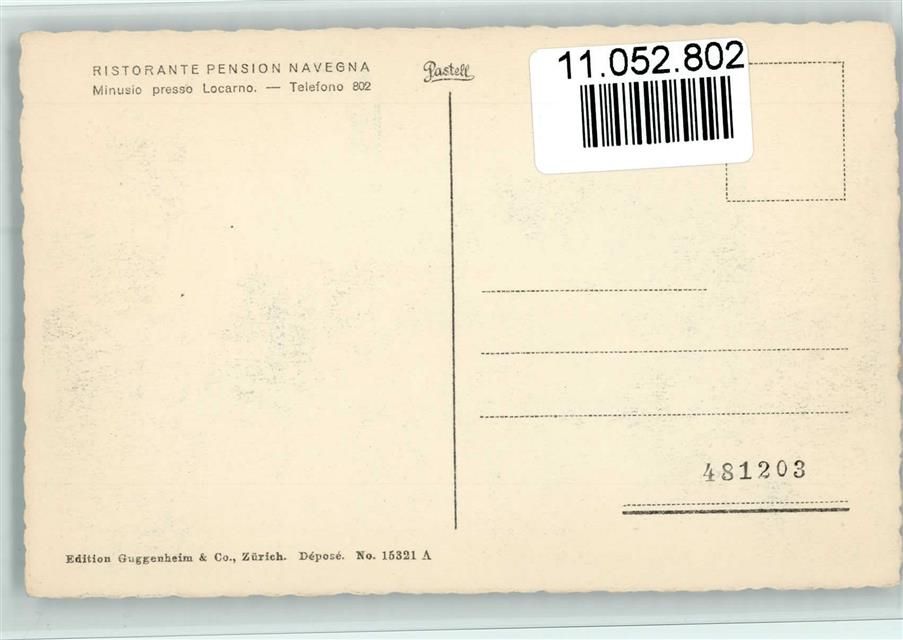 RISTORANTE PENSION NAVEGNA
Minusio presso Locarno. — Telefono 802
Pastell
11.052.802
481203
Edition Guggenheim & Co., Zürich. Déposé. No. 15321 A